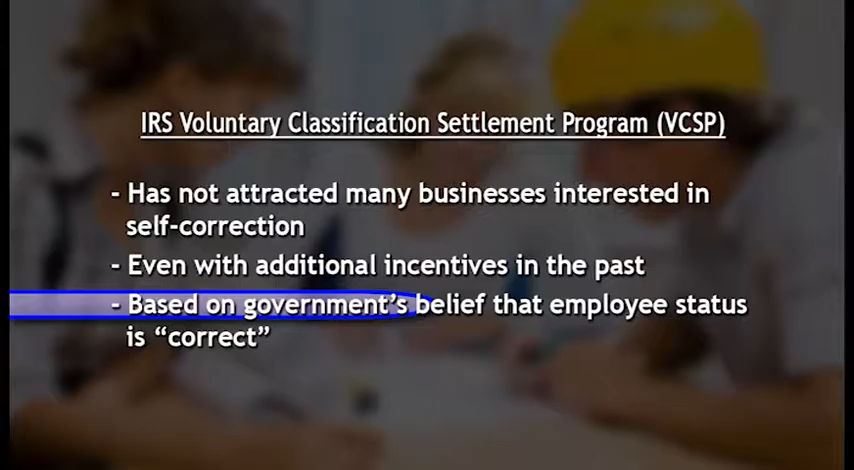 IRS Voluntary Classification Settlement Program (VCSP)
- Has not attracted many businesses interested in
self-correction
- Even with additional incentives in the past
- Based on government's belief that employee status
is “correct”